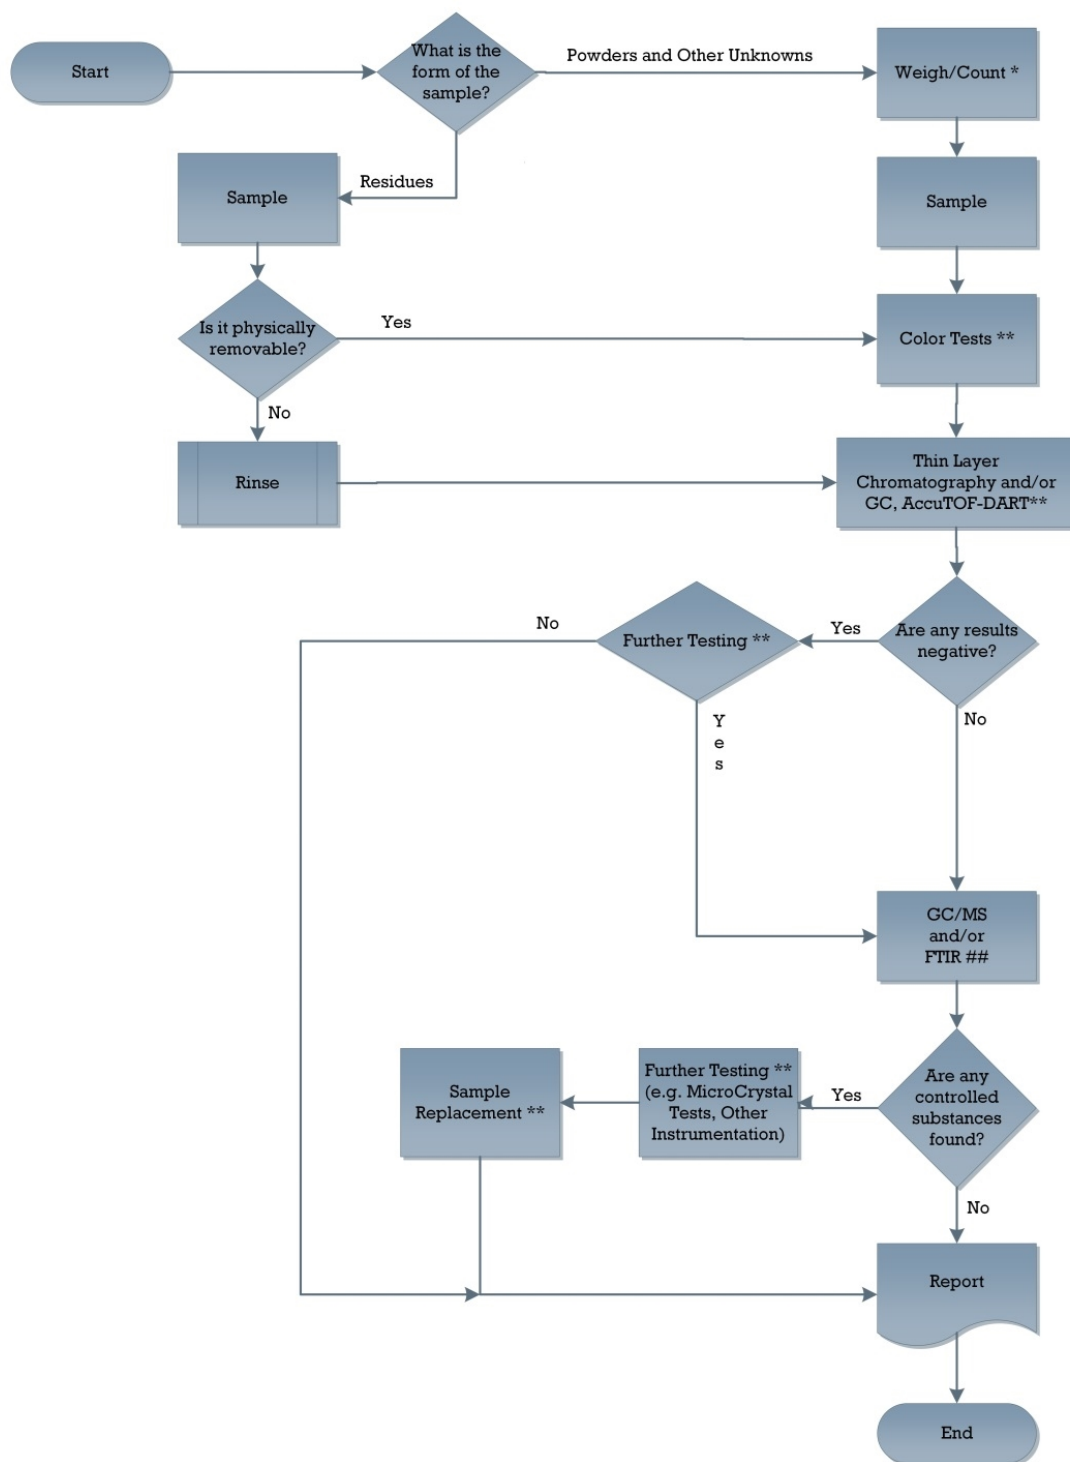 Start
What is the
form of the
sample?
Powders and Other Unknowns
Weigh/Count *
Residues
Sample
Sample
Is it physically
removable?
Yes
Color Tests **
No
Rinse
Thin Layer
Chromatography and/or
GC, AccuTOF-DART**
No
Further Testing **
Yes
Are any results
negative?
Y
e
s
No
GC/MS
and/or
FTIR ##
Sample
Replacement **
Further Testing **
(e.g. MicroCrystal
Tests, Other
Instrumentation)
Yes
Are any
controlled
substances
found?
No
Report
End